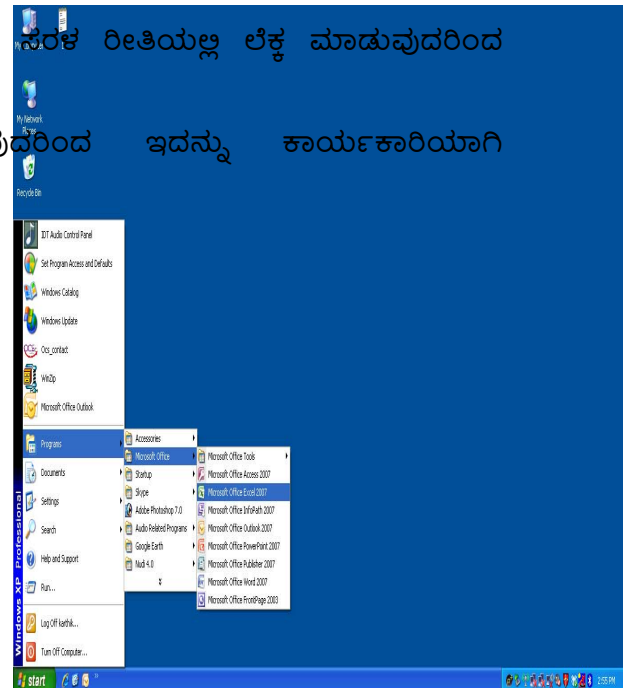 ಸರಳ ರೀತಿಯಲ್ಲಿ ಲೆಕ್ಕ ಮಾಡುವುದರಿಂದ
My Network
Places
ವುದರಿಂದ ಇದನ್ನು ಕಾರ್ಯಕಾರಿಯಾಗಿ
Recycle Bin
IDT Audio Control Panel
Set Program Access and Defaults
Windows Catalog
Windows Update
Ocs_contact
WinZip
Microsoft Office Outlook
Programs
Documents
Settings
Search
Help and Support
Run...
Log Off karthik...
Turn Off Computer...
Windows XP Professional
Accessories
Microsoft Office
Startup
Skype
Adobe Photoshop 7.0
Audio Related Programs
Google Earth
Nudi 4.0
Microsoft Office Tools
Microsoft Office Access 2007
Microsoft Office Excel 2007
Microsoft Office InfoPath 2007
Microsoft Office Outlook 2007
Microsoft Office PowerPoint 2007
Microsoft Office Publisher 2007
Microsoft Office Word 2007
Microsoft Office FrontPage 2003
start
2:55 PM